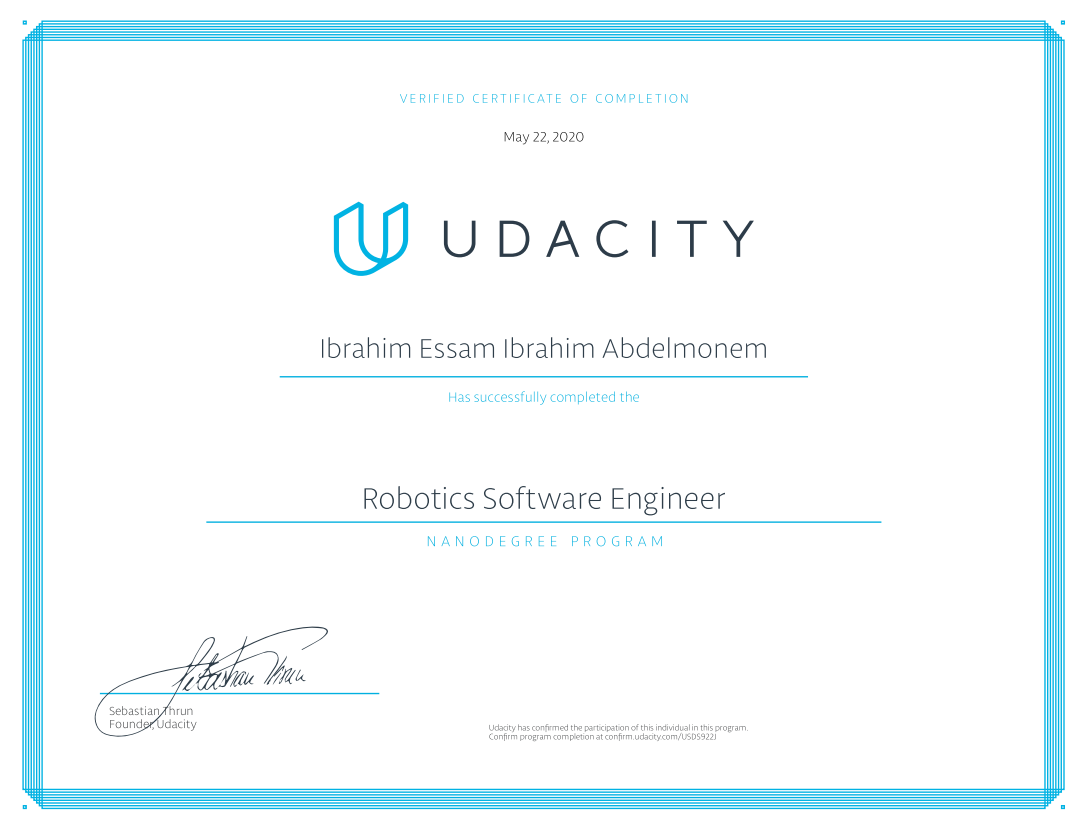 VERIFIED CERTIFICATE OF COMPLETION
May 22, 2020
UDACITY
Ibrahim Essam Ibrahim Abdelmonem
Has successfully completed the
Robotics Software Engineer
NANODEGREE PROGRAM
Sebastian Thrun
Sebastian Thrun
Founder, Udacity
Udacity has confirmed the participation of this individual in this program.
Confirm program completion at confirm.udacity.com/USDS922J